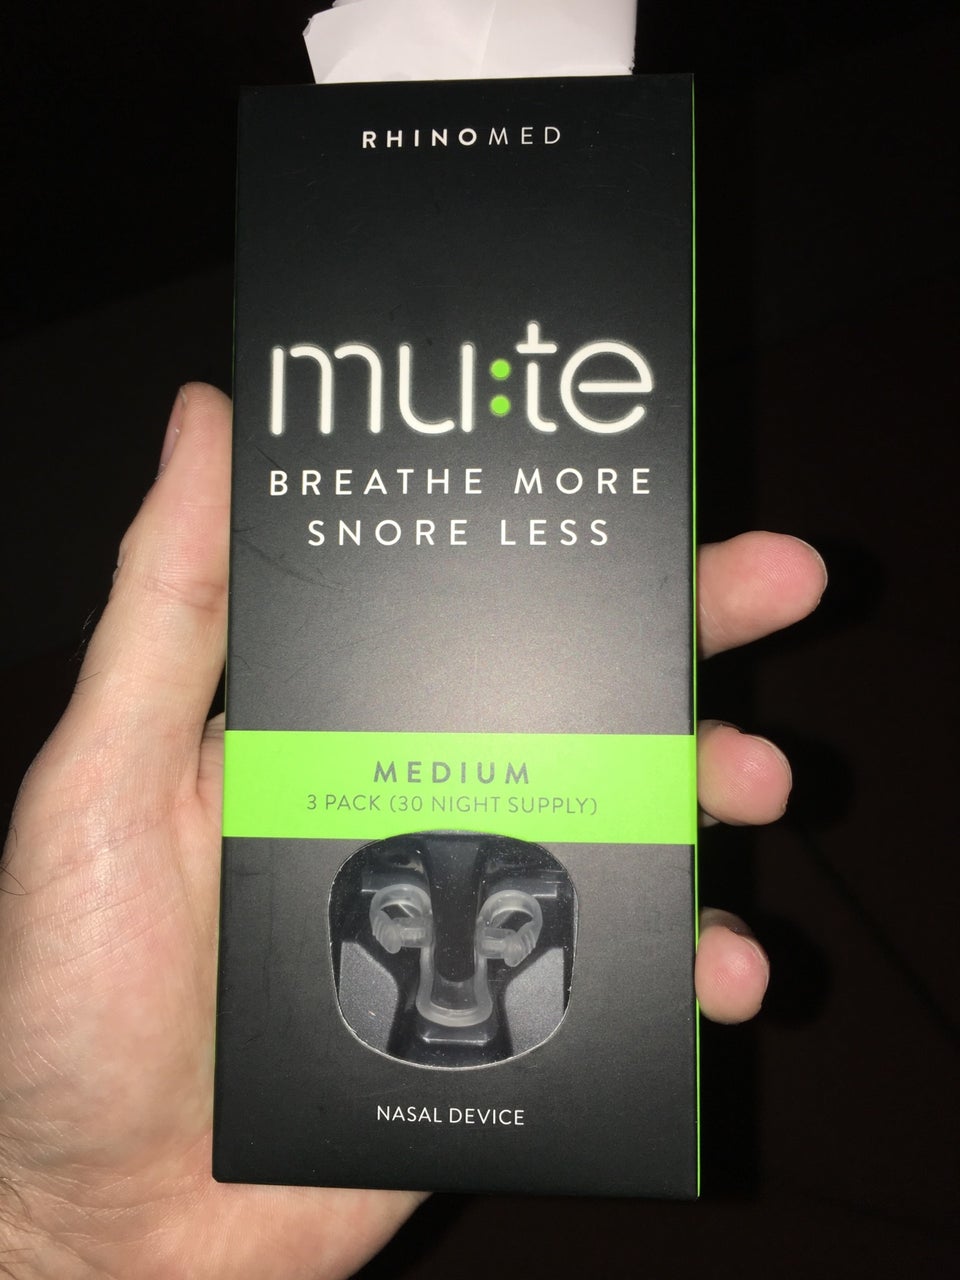 RHINOMED
mu:te
BREATHE MORE
SNORE LESS
MEDIUM
3 PACK (30 NIGHT SUPPLY)
NASAL DEVICE